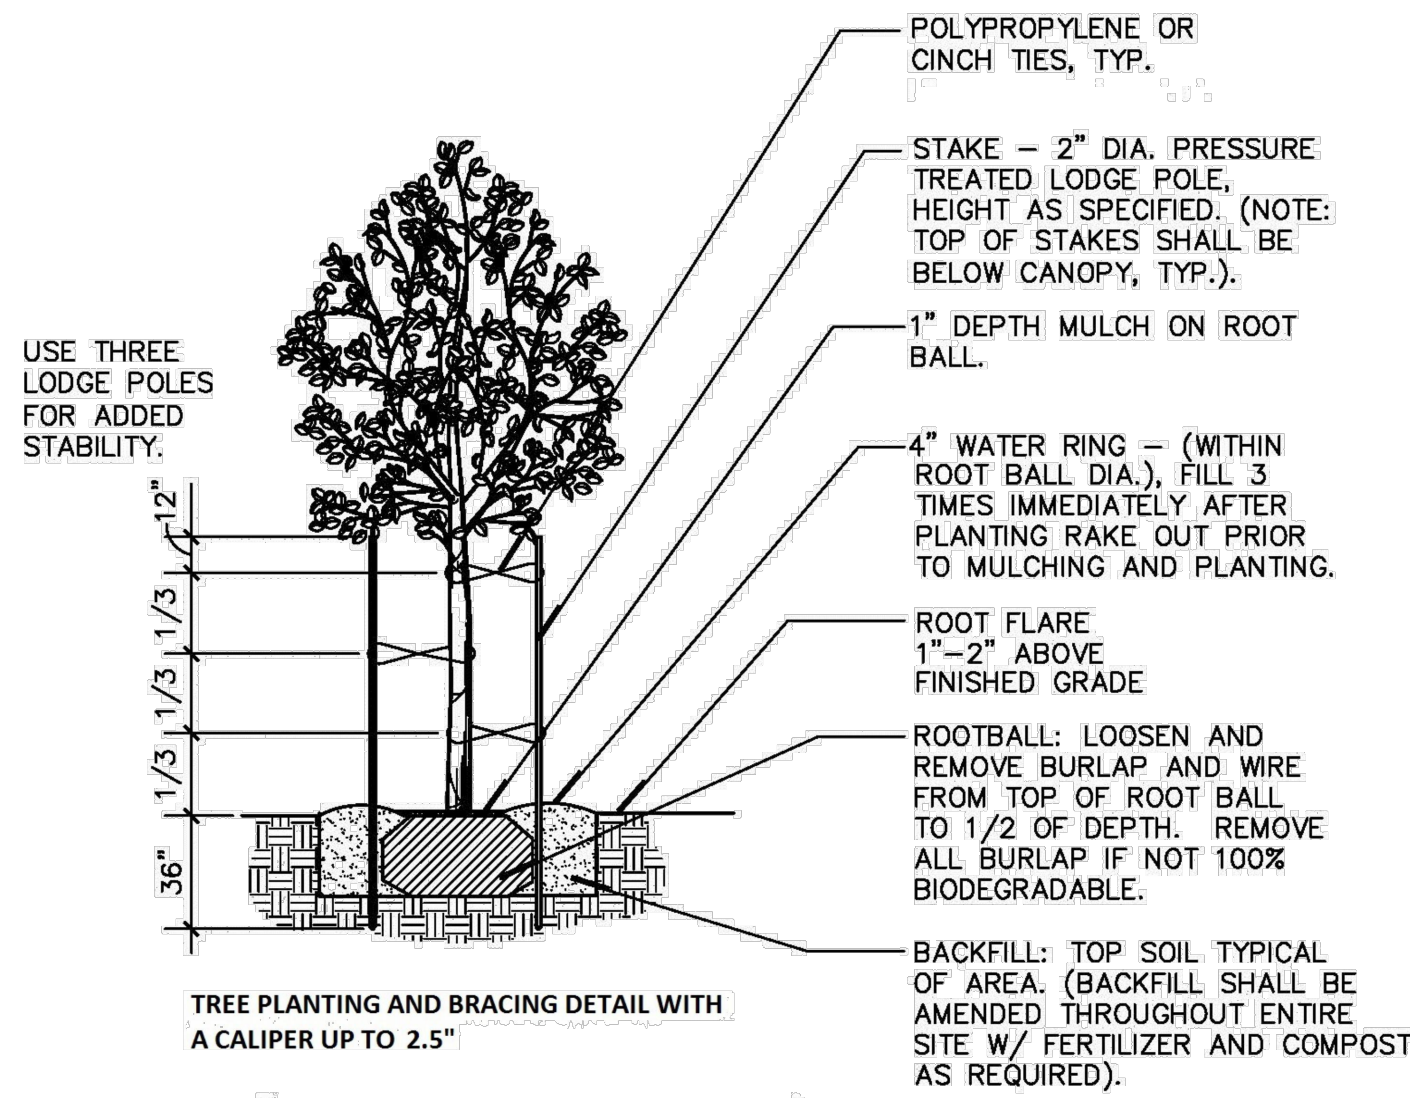 POLYPROPYLENE OR
CINCH TIES, TYP.
STAKE – 2" DIA. PRESSURE
TREATED LODGE POLE,
HEIGHT AS SPECIFIED. (NOTE:
TOP OF STAKES SHALL BE
BELOW CANOPY, TYP.).
1" DEPTH MULCH ON ROOT
BALL.
USE THREE
LODGE POLES
FOR ADDED
STABILITY.
4" WATER RING – (WITHIN
ROOT BALL DIA.), FILL 3
TIMES IMMEDIATELY AFTER
PLANTING RAKE OUT PRIOR
TO MULCHING AND PLANTING.
12"
1/3
1/3
1/3
36"
ROOT FLARE
1"–2" ABOVE
FINISHED GRADE
ROOTBALL: LOOSEN AND
REMOVE BURLAP AND WIRE
FROM TOP OF ROOT BALL
TO 1/2 OF DEPTH. REMOVE
ALL BURLAP IF NOT 100%
BIODEGRADABLE.
BACKFILL: TOP SOIL TYPICAL
OF AREA. (BACKFILL SHALL BE
AMENDED THROUGHOUT ENTIRE
SITE W/ FERTILIZER AND COMPOST
AS REQUIRED).
TREE PLANTING AND BRACING DETAIL WITH
A CALIPER UP TO 2.5"